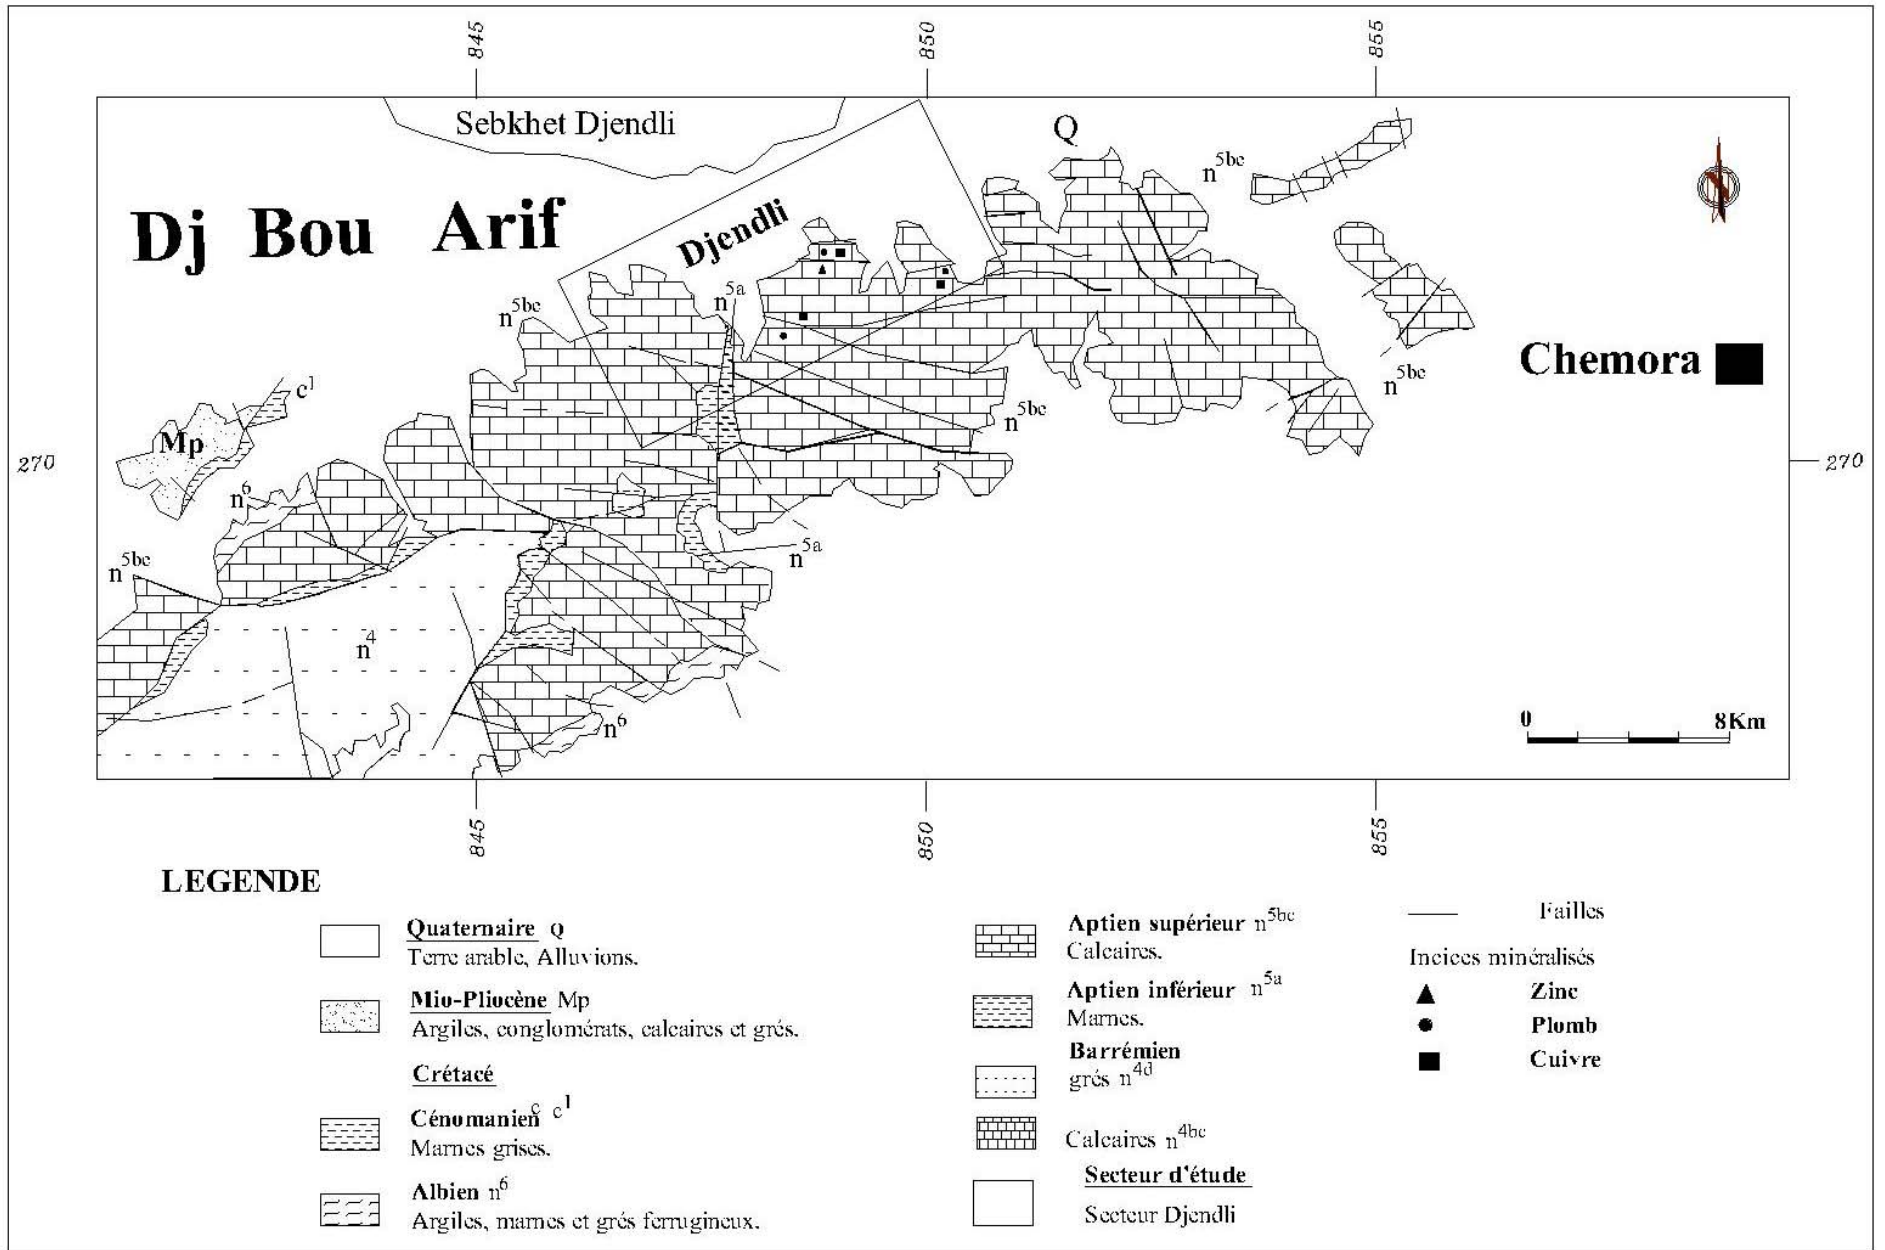 845
850
855
Sebkhet Djendli
Q
n5bc
Dj Bou Arif
Djendli
n5a
n5bc
Chemora
n5bc
c1
n5bc
Mp
270
270
n6
n5a
n5bc
n4
n6
0 8Km
845
850
855
LEGENDE
Quaternaire Q
Terre arable, Alluvions.
Mio-Pliocène Mp
Argiles, conglomérats, calcaires et grés.
Crétacé
Cénomanien c c1
Marnes grises.
Albien n6
Argiles, marnes et grés ferrugineux.
Aptien supérieur n5bc
Calcaires.
Aptien inférieur n5a
Marnes.
Barrémien
grés n4d
Calcaires n4bc
Secteur d'étude
Secteur Djendli
Failles
Indices minéralisés
Zinc
Plomb
Cuivre